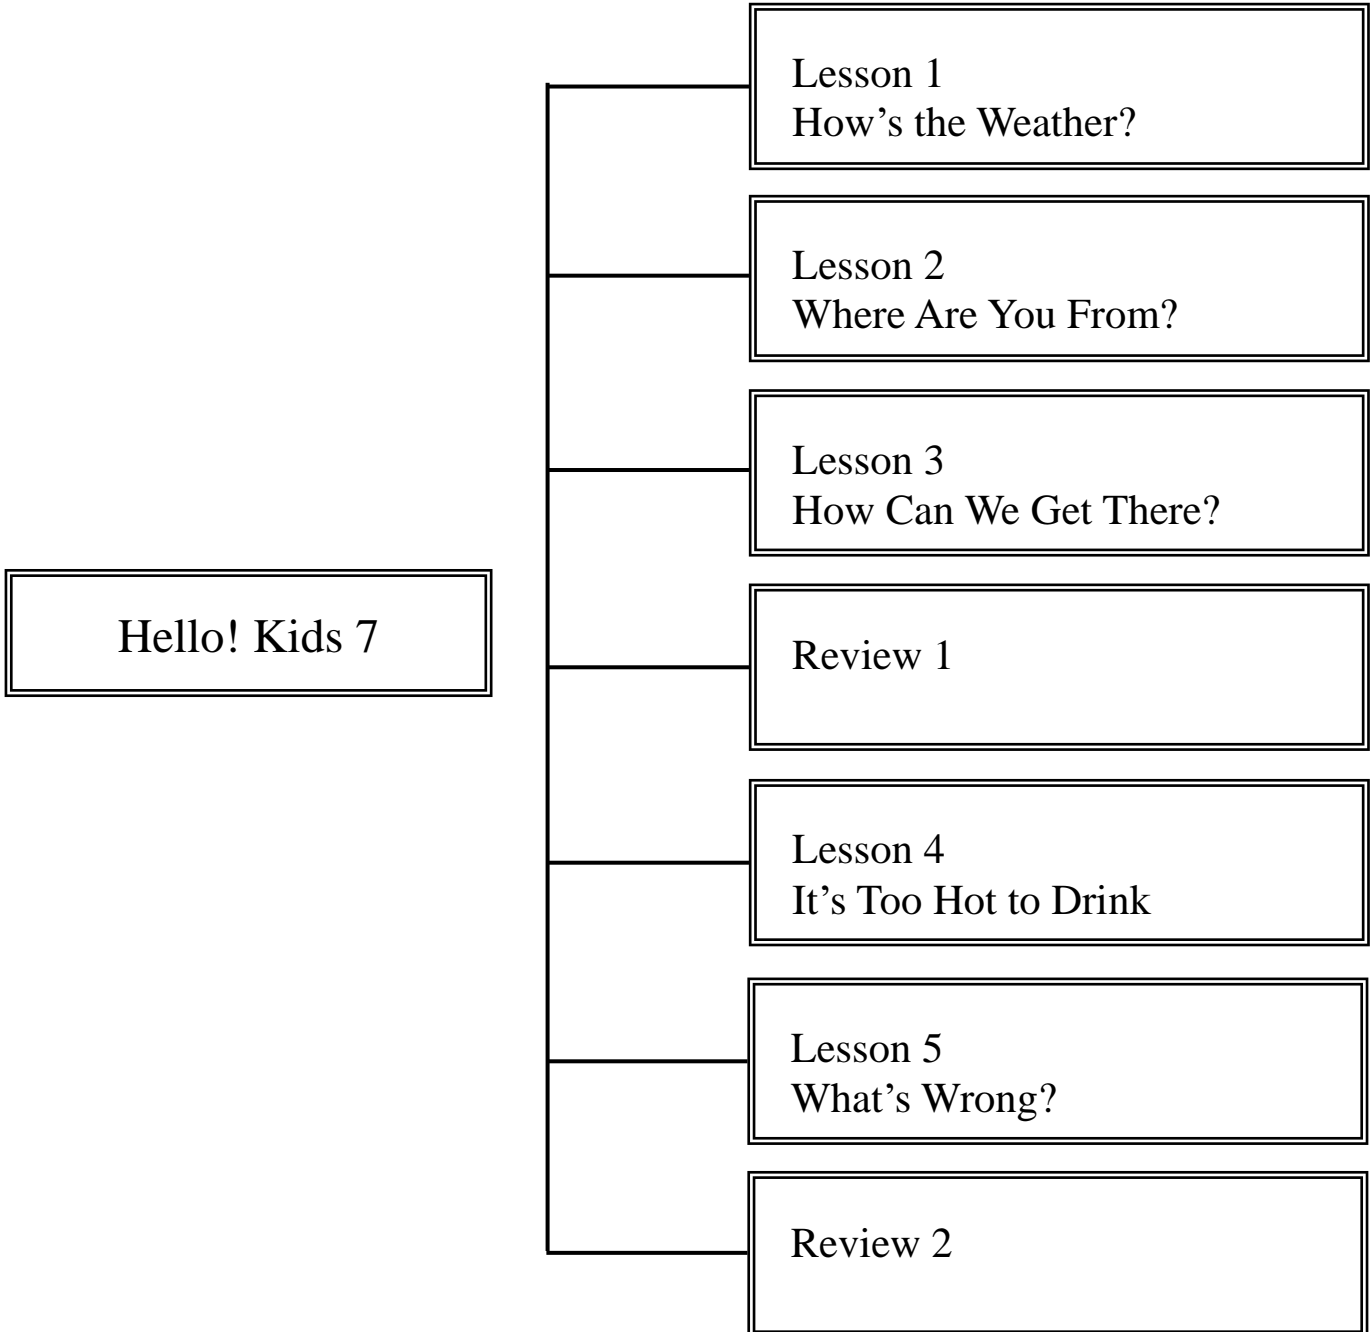 Hello! Kids 7
Lesson 1
How’s the Weather?
Lesson 2
Where Are You From?
Lesson 3
How Can We Get There?
Review 1
Lesson 4
It’s Too Hot to Drink
Lesson 5
What’s Wrong?
Review 2